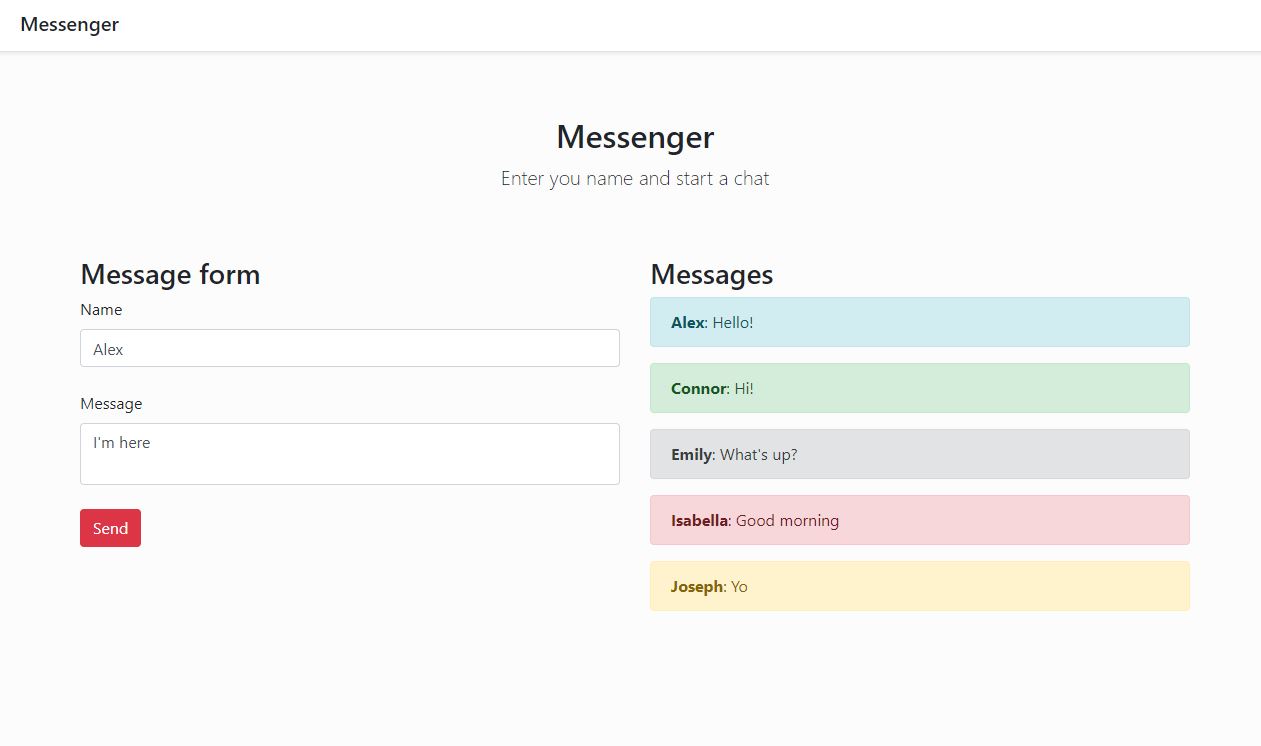 Messenger
Messenger
Enter you name and start a chat
Message form
Name
Alex
Message
I'm here
Send
Messages
Alex: Hello!
Connor: Hi!
Emily: What's up?
Isabella: Good morning
Joseph: Yo